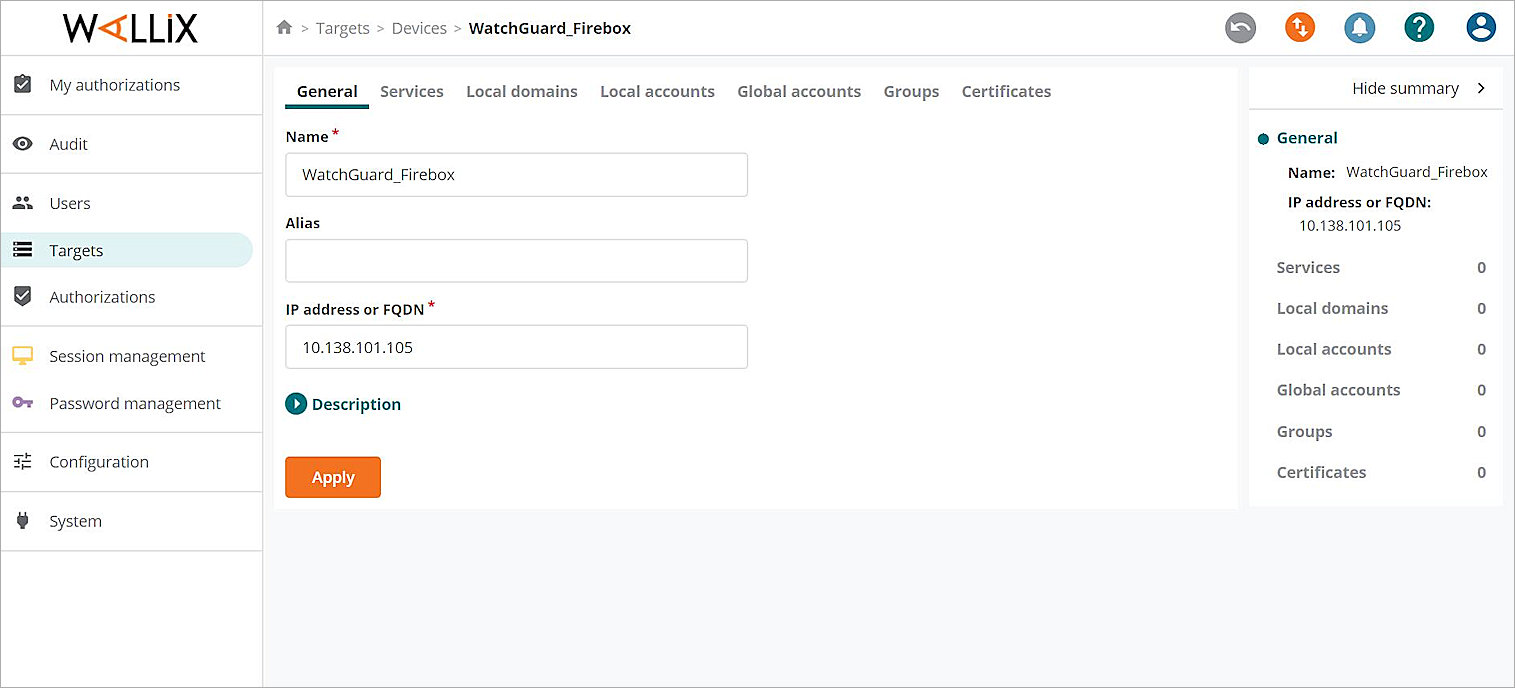 WALLIX
> Targets > Devices > WatchGuard_Firebox
My authorizations
Audit
Users
Targets
Authorizations
Session management
Password management
Configuration
System
General Services Local domains Local accounts Global accounts Groups Certificates
Name *
WatchGuard_Firebox
Alias
IP address or FQDN *
10.138.101.105
Description
Apply
Hide summary >
General
Name: WatchGuard_Firebox
IP address or FQDN:
10.138.101.105
Services 0
Local domains 0
Local accounts 0
Global accounts 0
Groups 0
Certificates 0